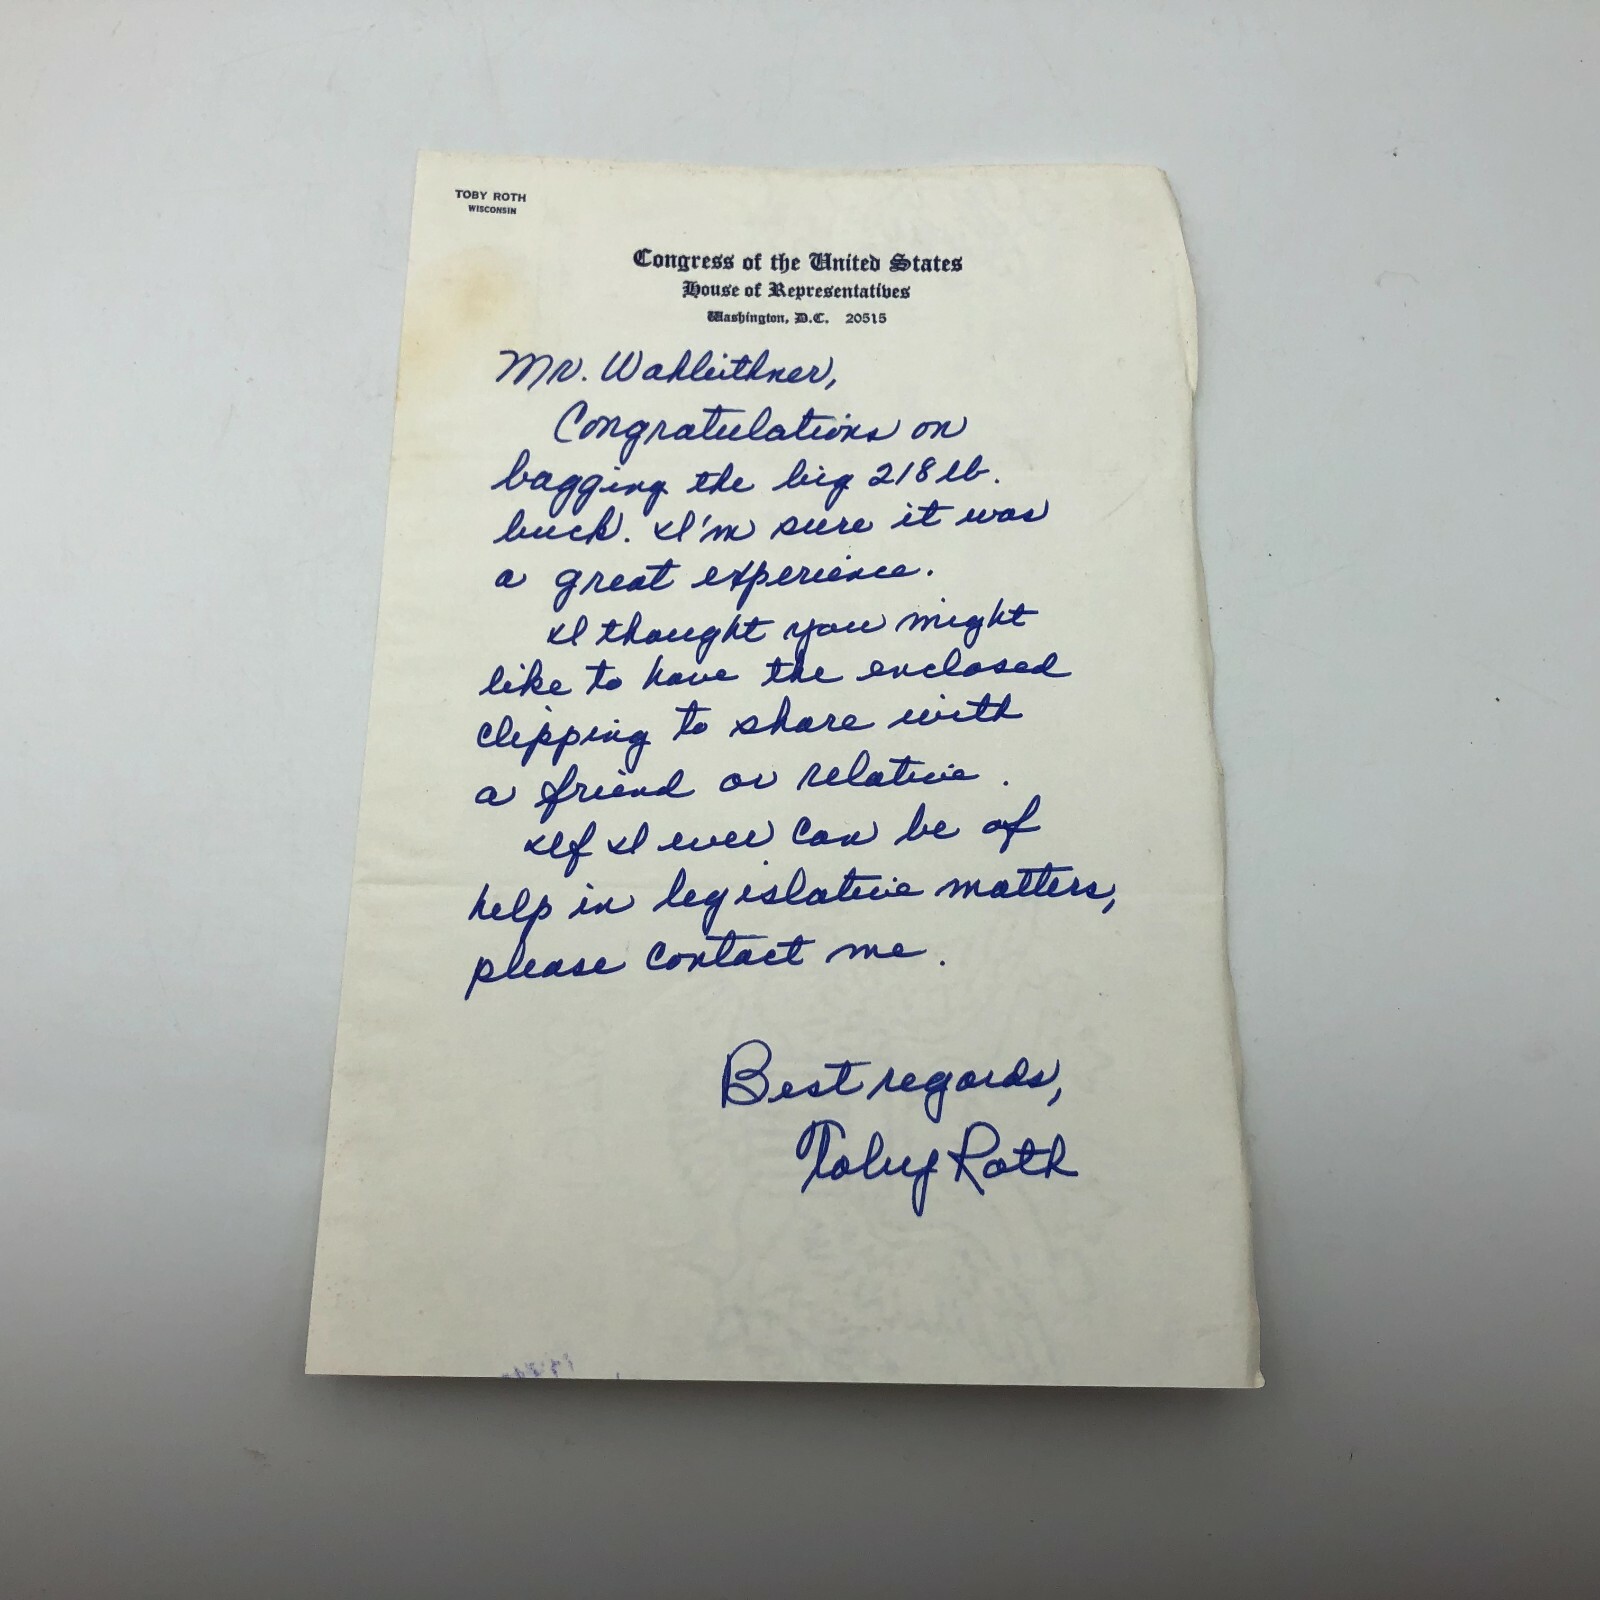 TOBY ROTH
WISCONSIN
Congress of the United States
House of Representatives
Washington, D.C. 20515
Mr. Wahleithner,
Congratulations on
bagging the big 218 lb.
buck. I'm sure it was
a great experience.
I thought you might
like to have the enclosed
clipping to share with
a friend or relative.
If I ever can be of
help in legislative matters,
please contact me.
Best regards,
Toby Roth